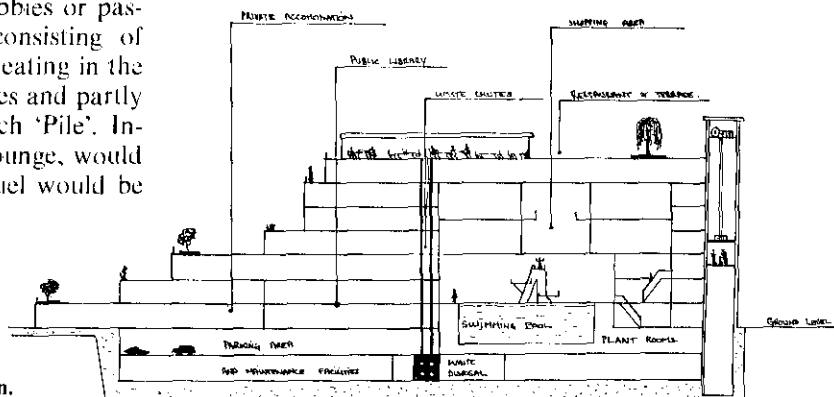 bbies or pas-
consisting of
eating in the
es and partly
ch ‘Pile’. In-
ounge, would
uel would be
n.
PRIVATE ACCOMODATION
SHOPPING AREA
PUBLIC LIBRARY
WASTE CHUTES
RESTAURANT & TERRACE
SWIMMING POOL
GROUND LEVEL
PARKING AREA
PLANT ROOMS
AND MAINTENANCE FACILITIES
WASTE
DISPOSAL